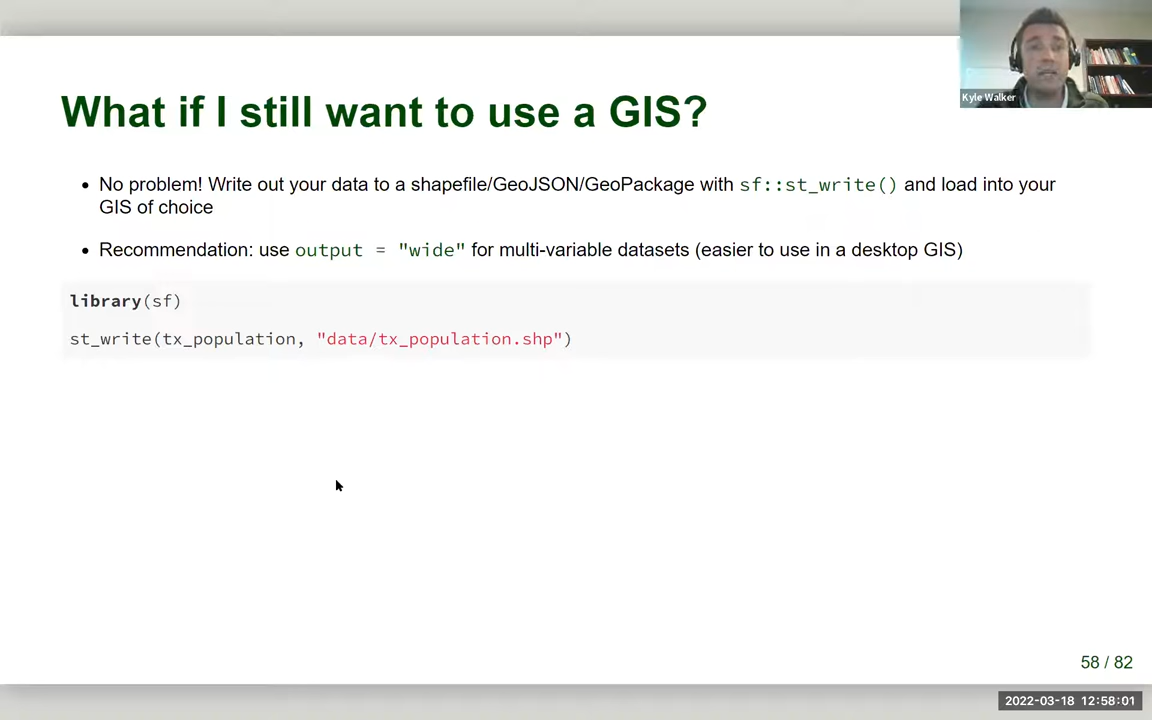 Kyle Walker
What if I still want to use a GIS?
• No problem! Write out your data to a shapefile/GeoJSON/GeoPackage with sf::st_write() and load into your
GIS of choice
• Recommendation: use output = "wide" for multi-variable datasets (easier to use in a desktop GIS)
library(sf)
st_write(tx_population, "data/tx_population.shp")
58 / 82
2022-03-18 12:58:01